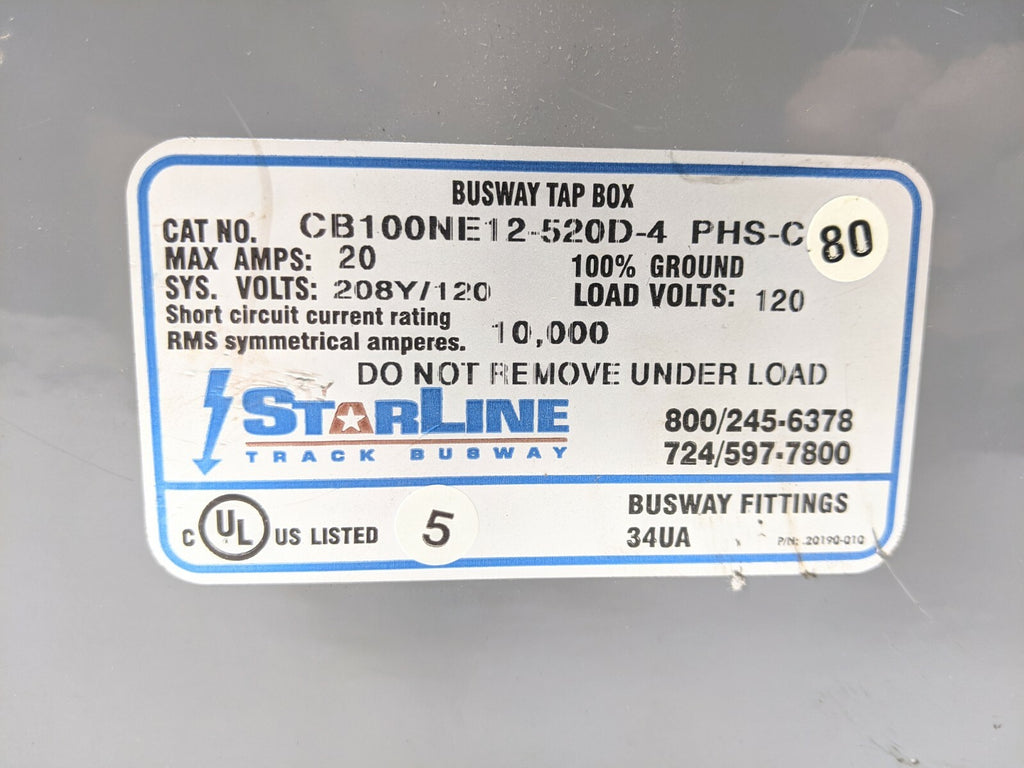 BUSWAY TAP BOX
CAT NO. CB100NE12-520D-4 PHS-C 80
MAX AMPS: 20 100% GROUND
SYS. VOLTS: 208Y/120 LOAD VOLTS: 120
Short circuit current rating
RMS symmetrical amperes. 10,000
DO NOT REMOVE UNDER LOAD
STARLINE 800/245-6378
TRACK BUSWAY 724/597-7800
C UL US LISTED 5 BUSWAY FITTINGS
34UA P/N: 20190-010